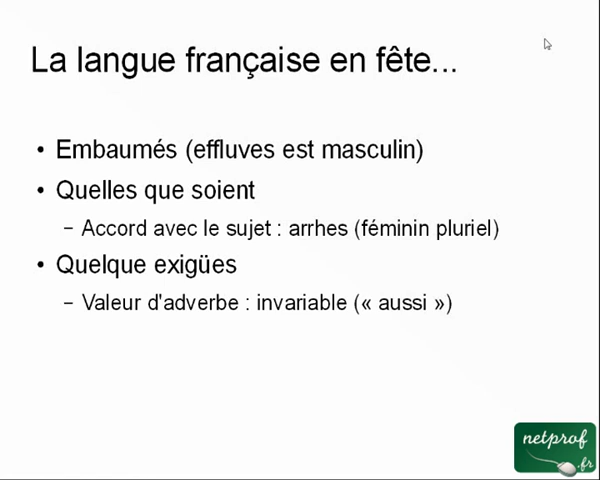 La langue française en fête...
• Embaumés (effluves est masculin)
• Quelles que soient
– Accord avec le sujet : arrhes (féminin pluriel)
• Quelque exigües
– Valeur d'adverbe : invariable (« aussi »)
netprof
.fr